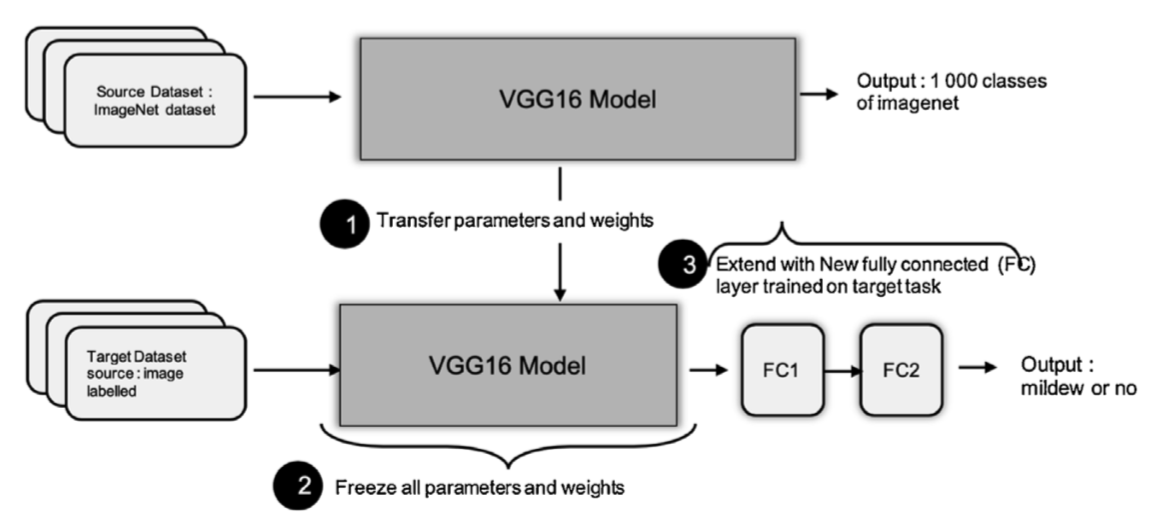 Source Dataset :
ImageNet dataset
VGG16 Model
Output : 1 000 classes
of imagenet
1
Transfer parameters and weights
3
Extend with New fully connected (FC)
layer trained on target task
Target Dataset
source : image
labelled
VGG16 Model
FC1
FC2
Output :
mildew or no
2
Freeze all parameters and weights